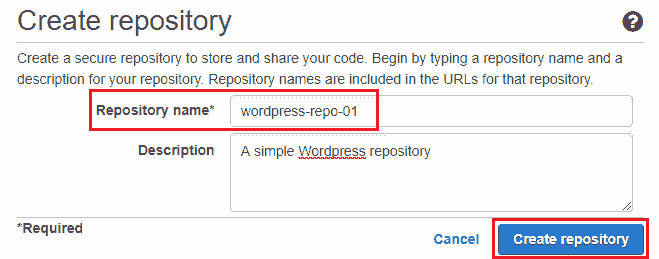 Create repository ?
Create a secure repository to store and share your code. Begin by typing a repository name and a
description for your repository. Repository names are included in the URLs for that repository.
Repository name* wordpress-repo-01
Description A simple Wordpress repository
*Required
Cancel Create repository